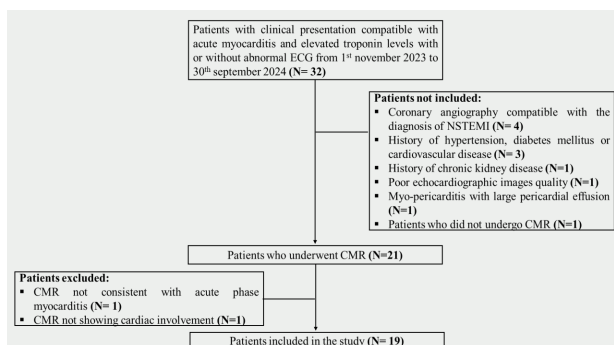 Patients with clinical presentation compatible with
acute myocarditis and elevated troponin levels with
or without abnormal ECG from 1st november 2023 to
30th september 2024 (N= 32)
Patients not included:
▪ Coronary angiography compatible with the
diagnosis of NSTEMI (N= 4)
▪ History of hypertension, diabetes mellitus or
cardiovascular disease (N= 3)
▪ History of chronic kidney disease (N=1)
▪ Poor echocardiographic images quality (N=1)
▪ Myo-pericarditis with large pericardial effusion
(N=1)
▪ Patients who did not undergo CMR (N=1)
Patients who underwent CMR (N=21)
Patients excluded:
▪ CMR not consistent with acute phase
myocarditis (N= 1)
▪ CMR not showing cardiac involvement (N=1)
Patients included in the study (N= 19)